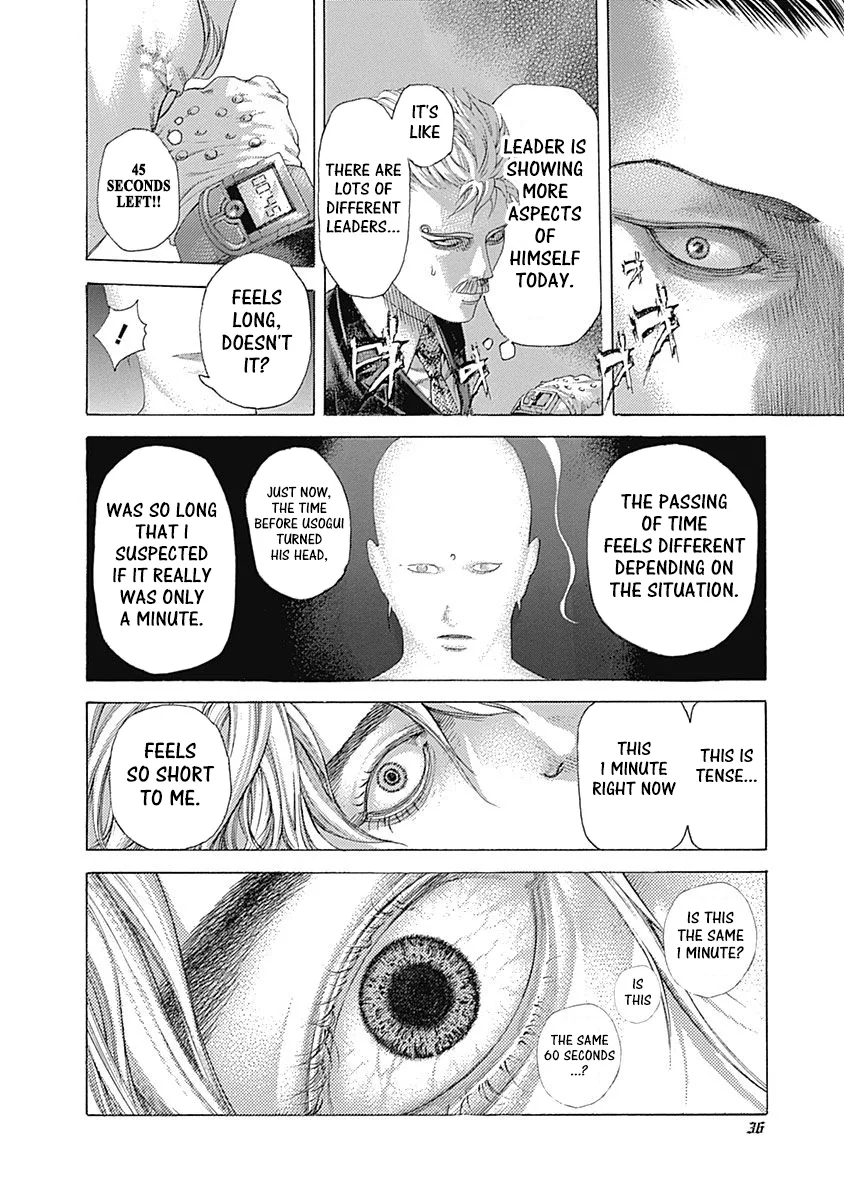 LEADER IS
SHOWING
MORE
ASPECTS
OF
HIMSELF
TODAY.
IT'S
LIKE
THERE ARE
LOTS OF
DIFFERENT
LEADERS...
45
SECONDS
LEFT!!
00:45
FEELS
LONG,
DOESN'T
IT?
!
THE PASSING
OF TIME
FEELS DIFFERENT
DEPENDING ON
THE SITUATION.
JUST NOW,
THE TIME
BEFORE USOGUI
TURNED
HIS HEAD,
WAS SO LONG
THAT I
SUSPECTED
IF IT REALLY
WAS ONLY
A MINUTE.
THIS IS
TENSE...
THIS
1 MINUTE
RIGHT NOW
FEELS
SO SHORT
TO ME.
IS THIS
THE SAME
1 MINUTE?
IS
THIS
THE SAME
60 SECONDS
...?
36